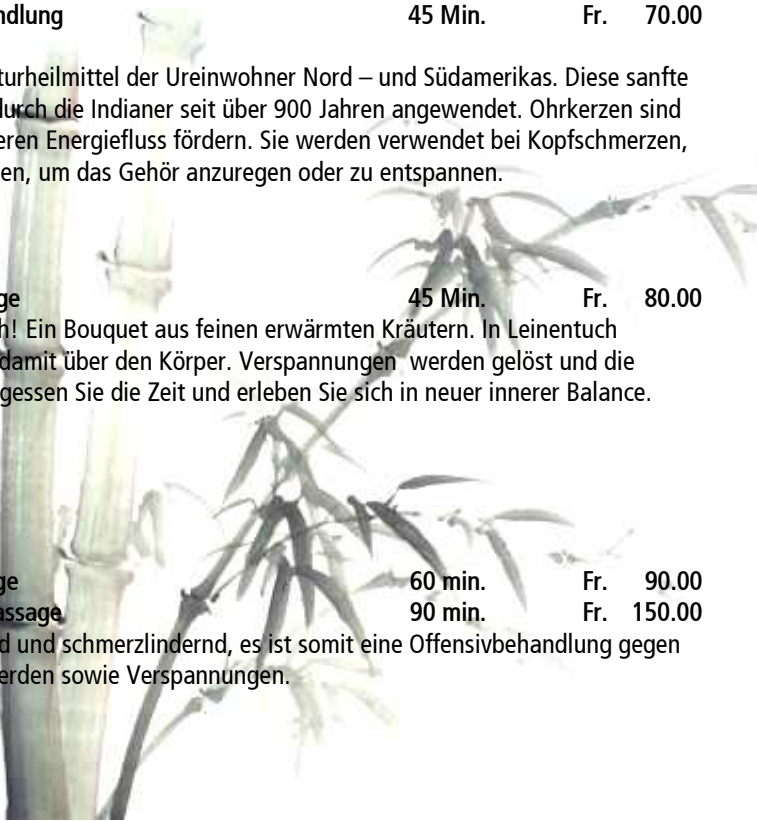 ndlung 45 Min. Fr. 70.00
turheilmittel der Ureinwohner Nord – und Südamerikas. Diese sanfte
durch die Indianer seit über 900 Jahren angewendet. Ohrkerzen sind
eren Energiefluss fördern. Sie werden verwendet bei Kopfschmerzen,
en, um das Gehör anzuregen oder zu entspannen.
ge 45 Min. Fr. 80.00
h! Ein Bouquet aus feinen erwärmten Kräutern. In Leinentuch
damit über den Körper. Verspannungen werden gelöst und die
gessen Sie die Zeit und erleben Sie sich in neuer innerer Balance.
ge 60 min. Fr. 90.00
assage 90 min. Fr. 150.00
d und schmerzlindernd, es ist somit eine Offensivbehandlung gegen
erden sowie Verspannungen.